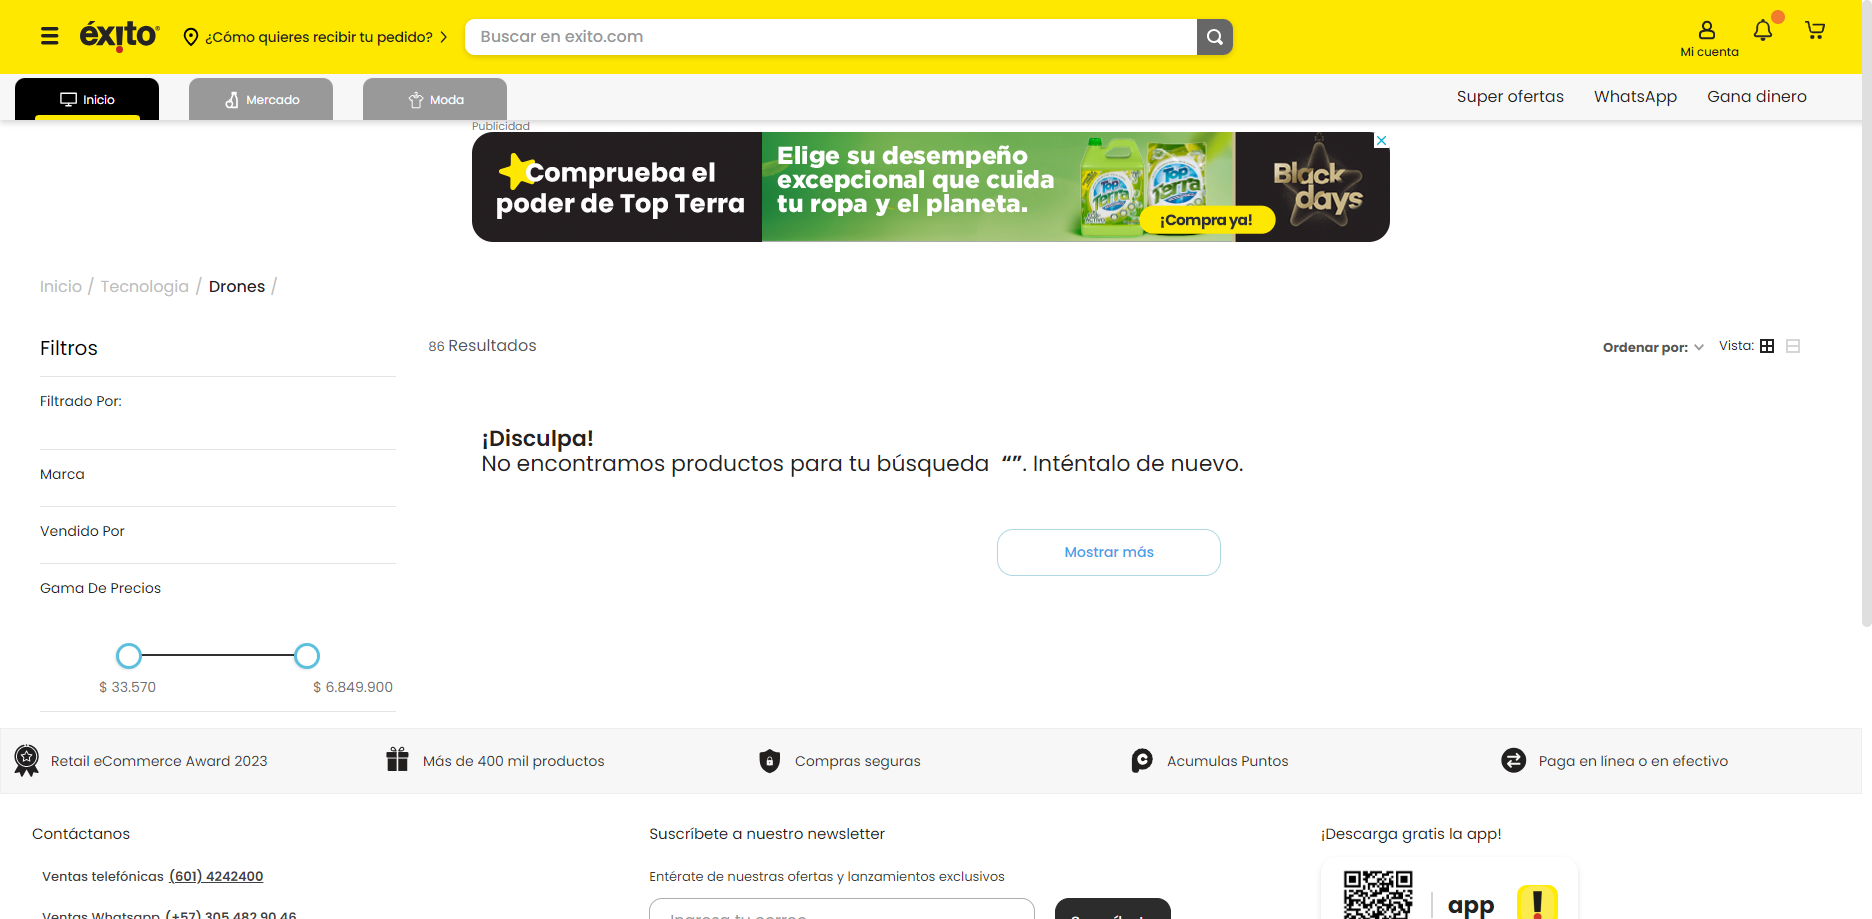 éxito
¿Cómo quieres recibir tu pedido?
Buscar en exito.com
Mi cuenta
Inicio
Mercado
Moda
Super ofertas
WhatsApp
Gana dinero
Publicidad
Comprueba el
poder de Top Terra
Elige su desempeño
excepcional que cuida
tu ropa y el planeta.
Top Terra
Top Terra
¡Compra ya!
Black
days
Inicio / Tecnologia / Drones /
Filtros
86 Resultados
Ordenar por:
Vista:
Filtrado Por:
¡Disculpa!
No encontramos productos para tu búsqueda “”. Inténtalo de nuevo.
Marca
Vendido Por
Mostrar más
Gama De Precios
$ 33.570
$ 6.849.900
Retail eCommerce Award 2023
Más de 400 mil productos
Compras seguras
Acumulas Puntos
Paga en línea o en efectivo
Contáctanos
Suscríbete a nuestro newsletter
¡Descarga gratis la app!
Ventas telefónicas (601) 4242400
Entérate de nuestras ofertas y lanzamientos exclusivos
Ventas Whatsapp (+57) 305 482 90 46
Ingresa tu correo
app